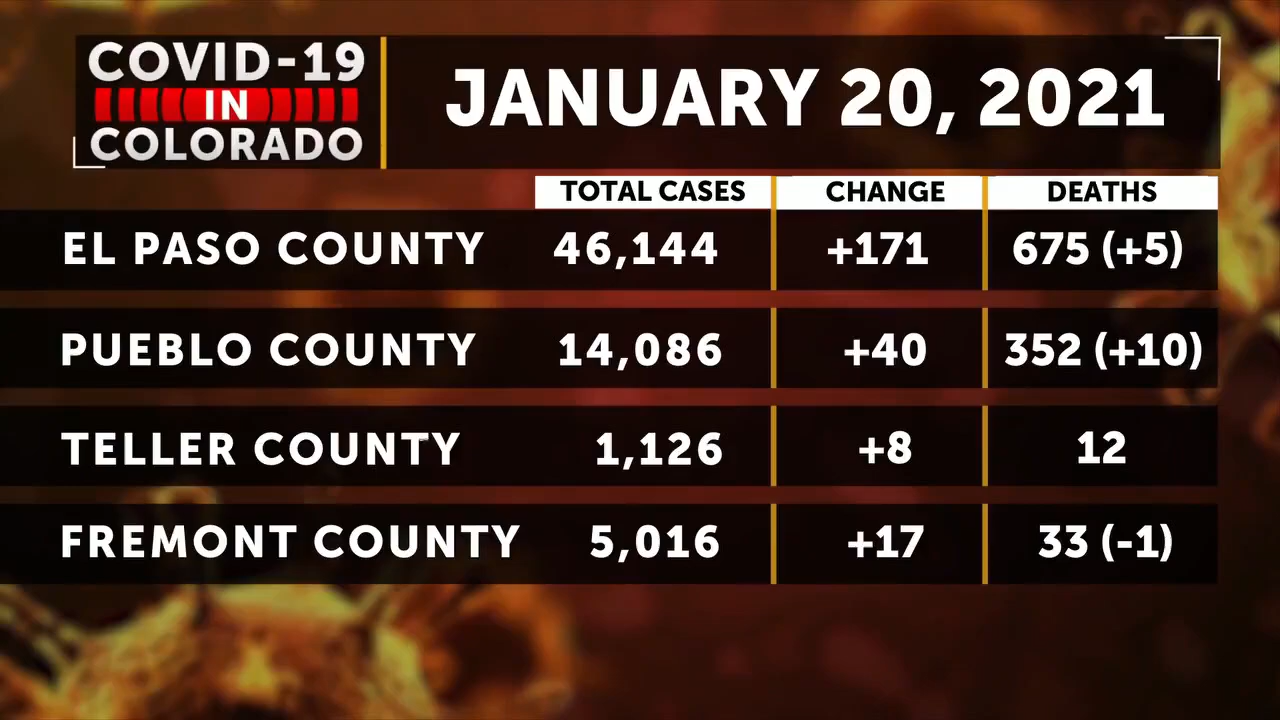 COVID-19
IN
COLORADO
JANUARY 20, 2021
TOTAL CASES CHANGE DEATHS
EL PASO COUNTY 46,144 +171 675 (+5)
PUEBLO COUNTY 14,086 +40 352 (+10)
TELLER COUNTY 1,126 +8 12
FREMONT COUNTY 5,016 +17 33 (-1)